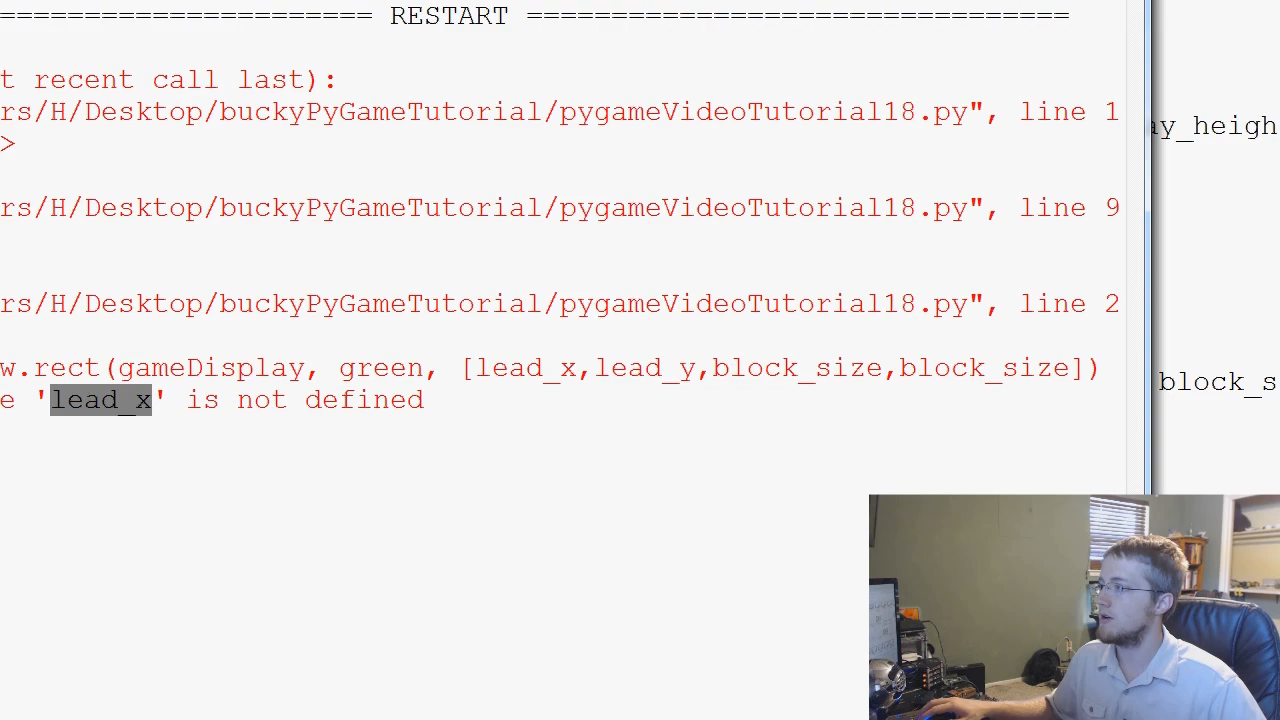 ====================== RESTART ================================
t recent call last):
rs/H/Desktop/buckyPyGameTutorial/pygameVideoTutorial18.py", line 1
ay_heigh
>
rs/H/Desktop/buckyPyGameTutorial/pygameVideoTutorial18.py", line 9
rs/H/Desktop/buckyPyGameTutorial/pygameVideoTutorial18.py", line 2
w.rect(gameDisplay, green, [lead_x,lead_y,block_size,block_size])
block_s
e 'lead_x' is not defined